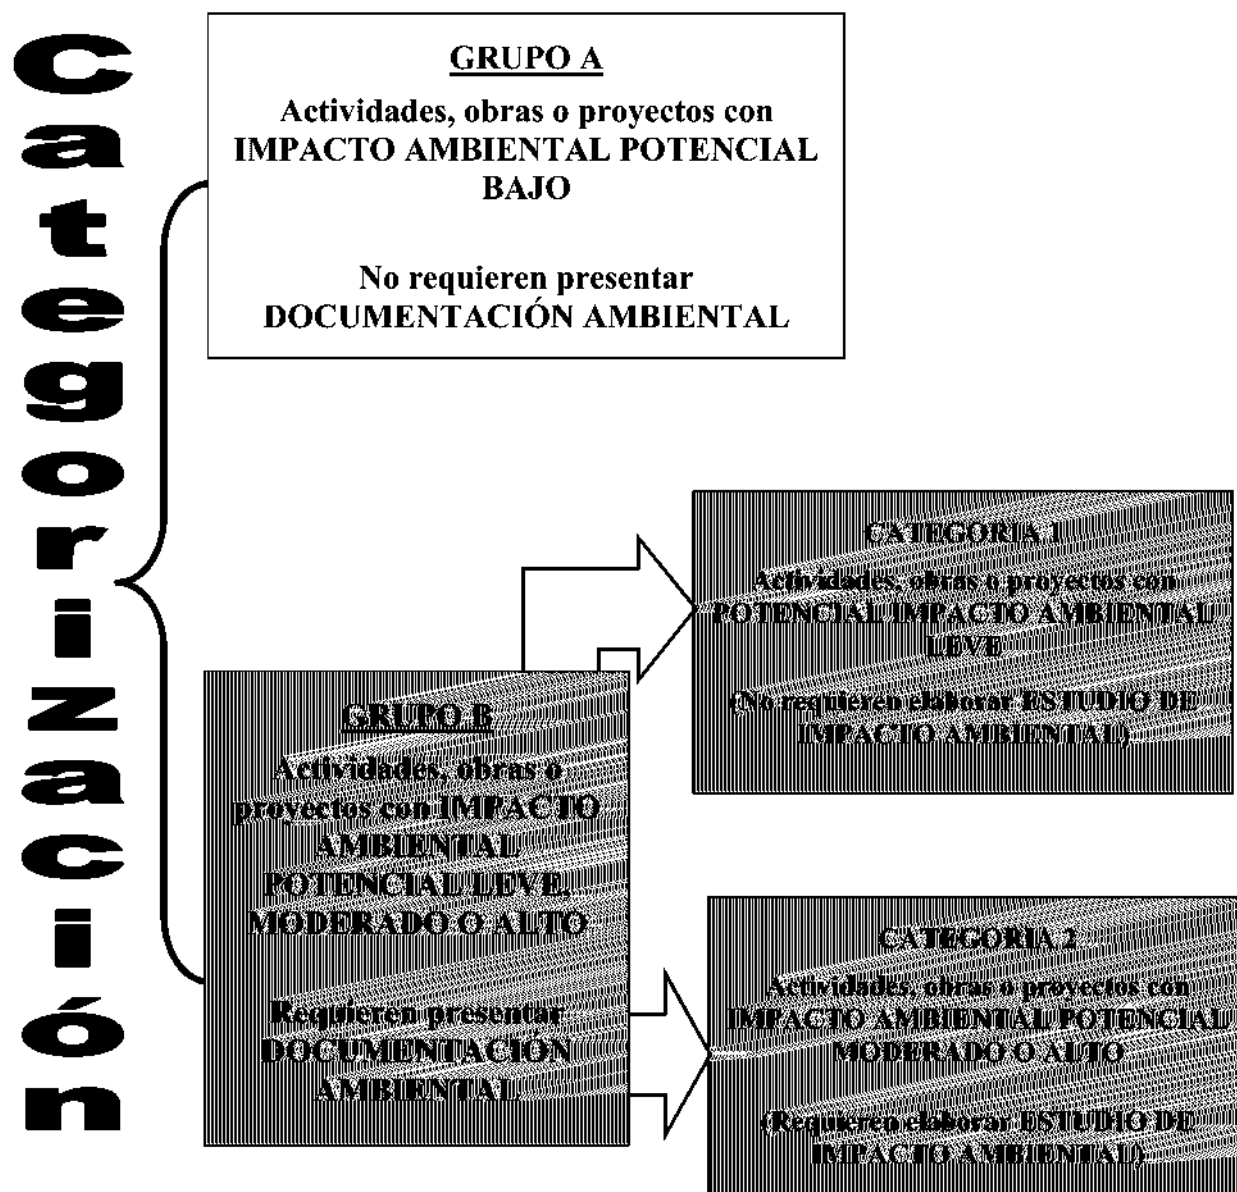 Categorización
GRUPO A
Actividades, obras o proyectos con
IMPACTO AMBIENTAL POTENCIAL
BAJO
No requieren presentar
DOCUMENTACIÓN AMBIENTAL
CATEGORIA 1
Actividades, obras o proyectos con
POTENCIAL IMPACTO AMBIENTAL
LEVE
(No requieren elaborar ESTUDIO DE
IMPACTO AMBIENTAL)
GRUPO B
Actividades, obras o
proyectos con IMPACTO
AMBIENTAL
POTENCIAL LEVE,
MODERADO O ALTO
Requieren presentar
DOCUMENTACIÓN
AMBIENTAL
CATEGORIA 2
Actividades, obras o proyectos con
IMPACTO AMBIENTAL POTENCIAL
MODERADO O ALTO
(Requieren elaborar ESTUDIO DE
IMPACTO AMBIENTAL)